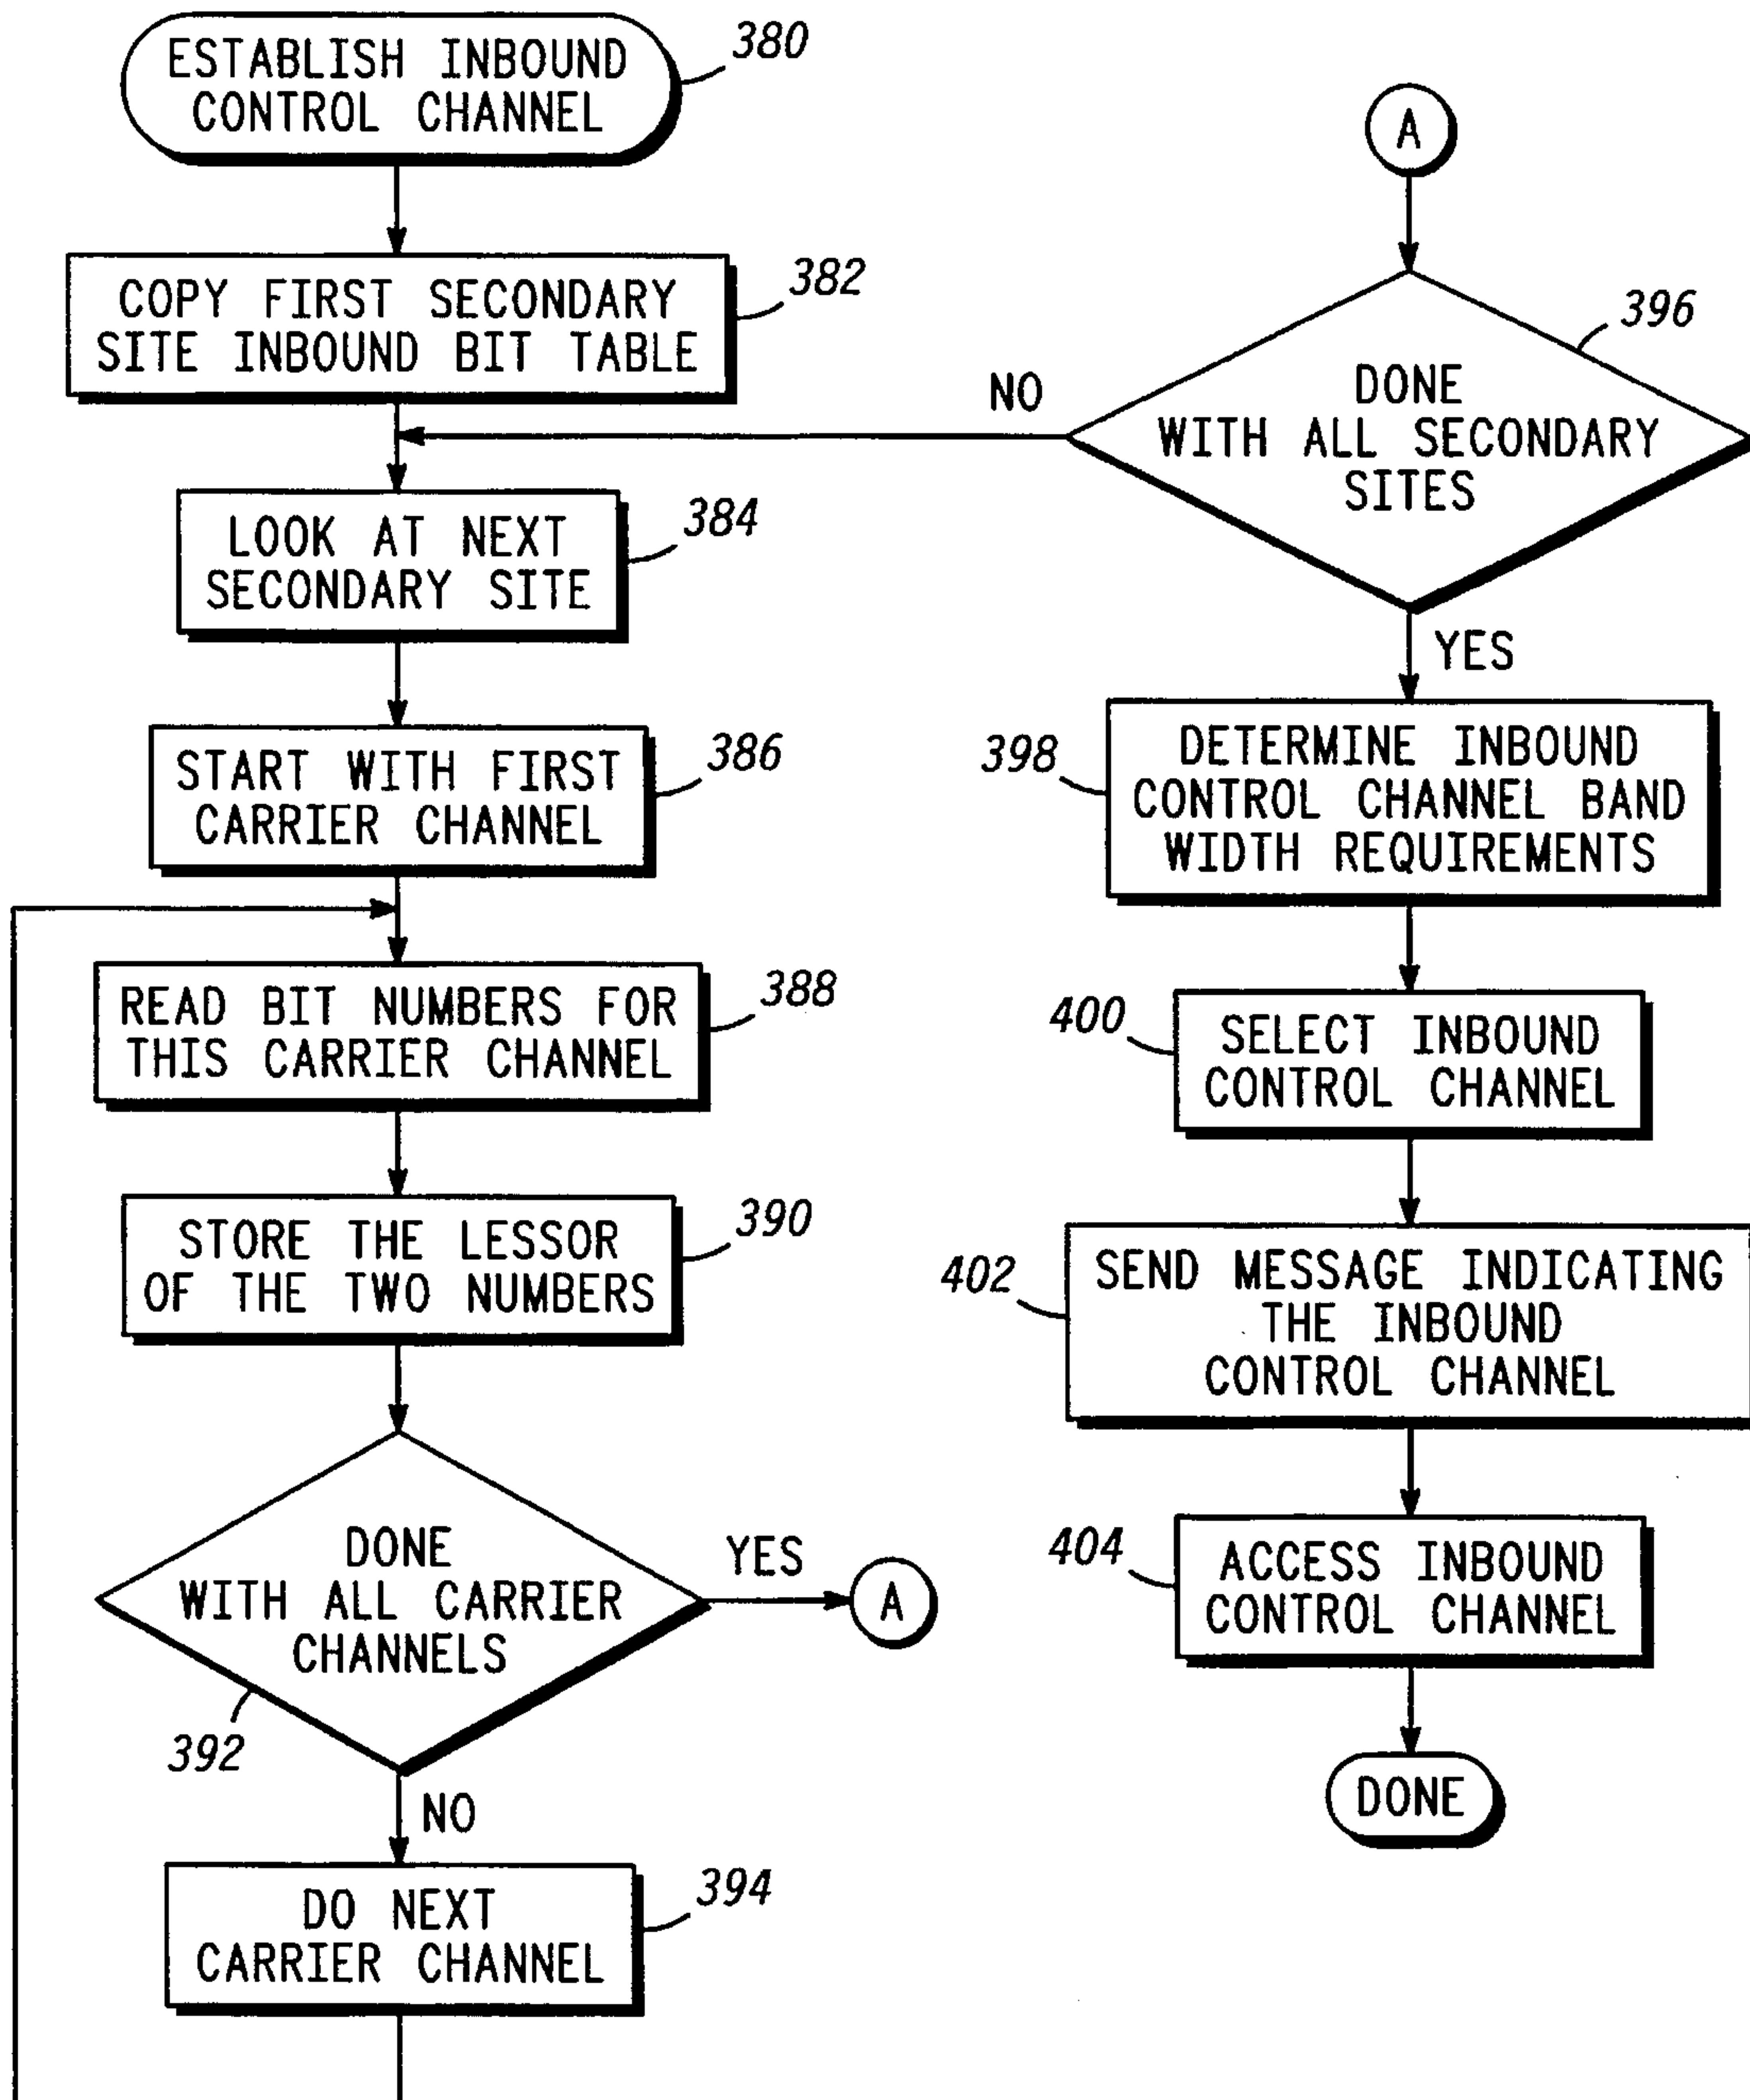 ESTABLISH INBOUND
CONTROL CHANNEL
380
COPY FIRST SECONDARY
SITE INBOUND BIT TABLE
382
LOOK AT NEXT
SECONDARY SITE
384
START WITH FIRST
CARRIER CHANNEL
386
READ BIT NUMBERS FOR
THIS CARRIER CHANNEL
388
STORE THE LESSOR
OF THE TWO NUMBERS
390
DONE
WITH ALL CARRIER
CHANNELS
392
YES
A
NO
DO NEXT
CARRIER CHANNEL
394
A
DONE
WITH ALL SECONDARY
SITES
396
NO
YES
398
DETERMINE INBOUND
CONTROL CHANNEL BAND
WIDTH REQUIREMENTS
400
SELECT INBOUND
CONTROL CHANNEL
402
SEND MESSAGE INDICATING
THE INBOUND
CONTROL CHANNEL
404
ACCESS INBOUND
CONTROL CHANNEL
DONE